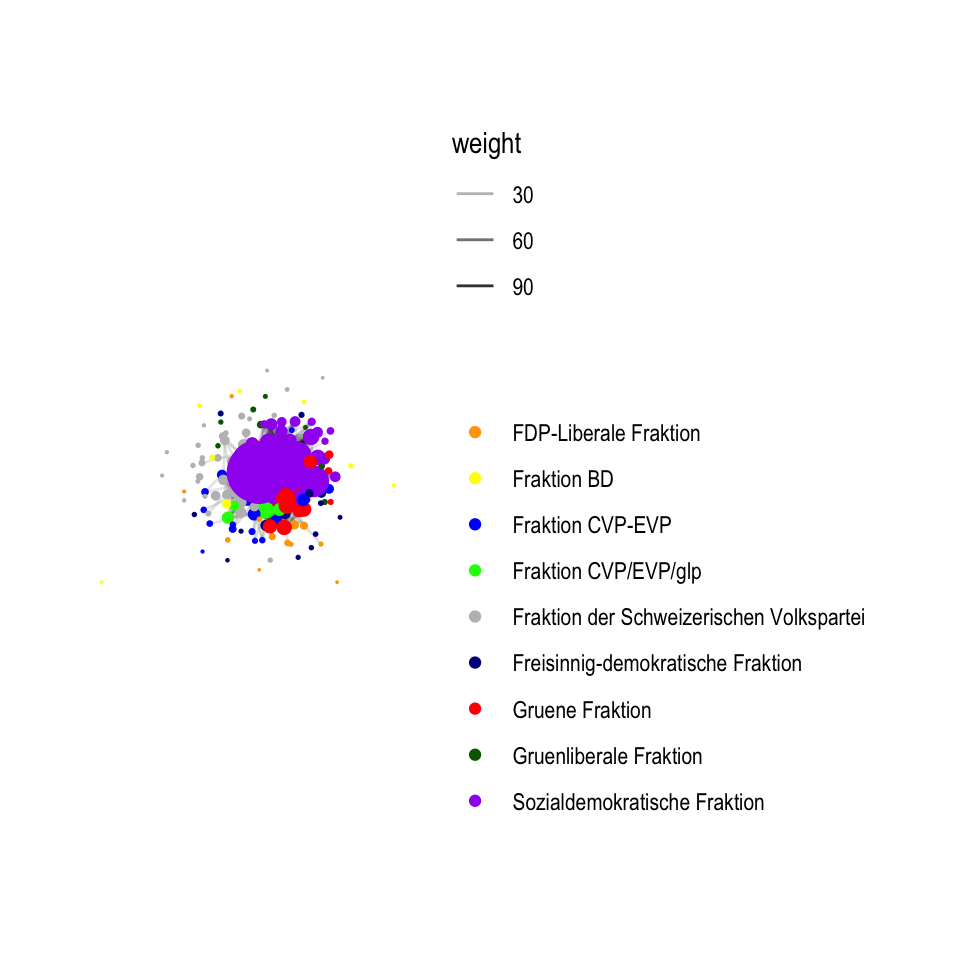 weight
30
60
90
FDP-Liberale Fraktion
Fraktion BD
Fraktion CVP-EVP
Fraktion CVP/EVP/glp
Fraktion der Schweizerischen Volkspartei
Freisinnig-demokratische Fraktion
Gruene Fraktion
Gruenliberale Fraktion
Sozialdemokratische Fraktion